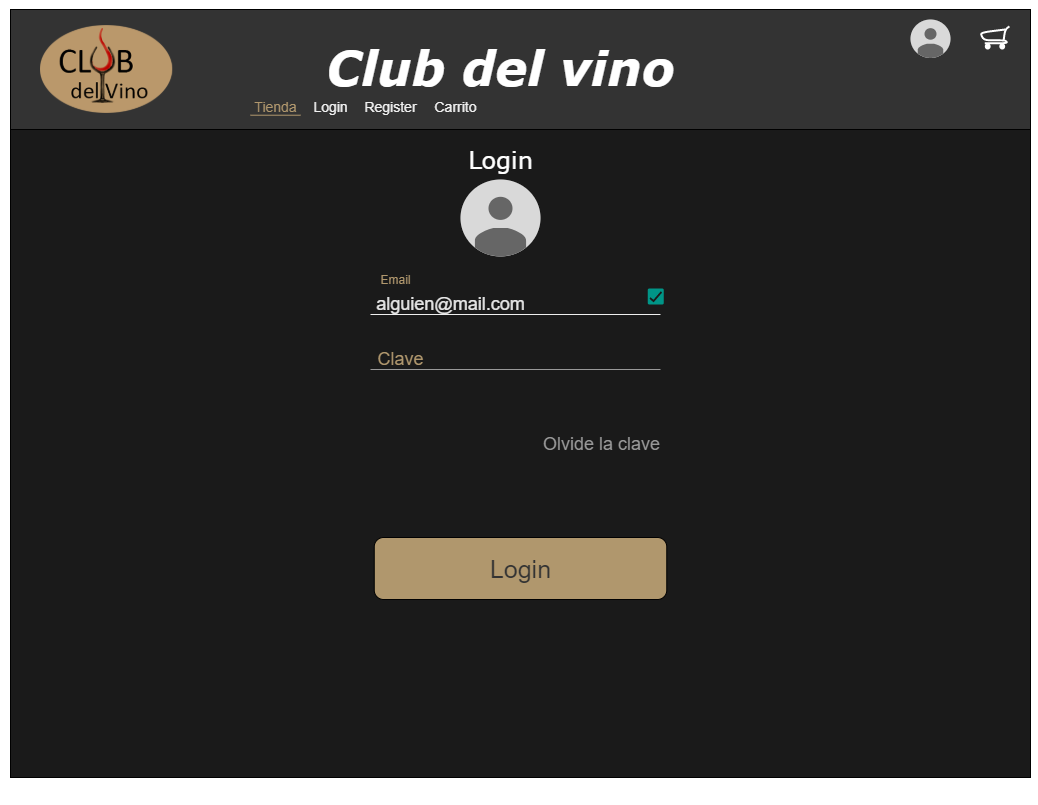 CLUB
del Vino
Club del vino
Tienda Login Register Carrito
Login
Email
alguien@mail.com
Clave
Olvide la clave
Login